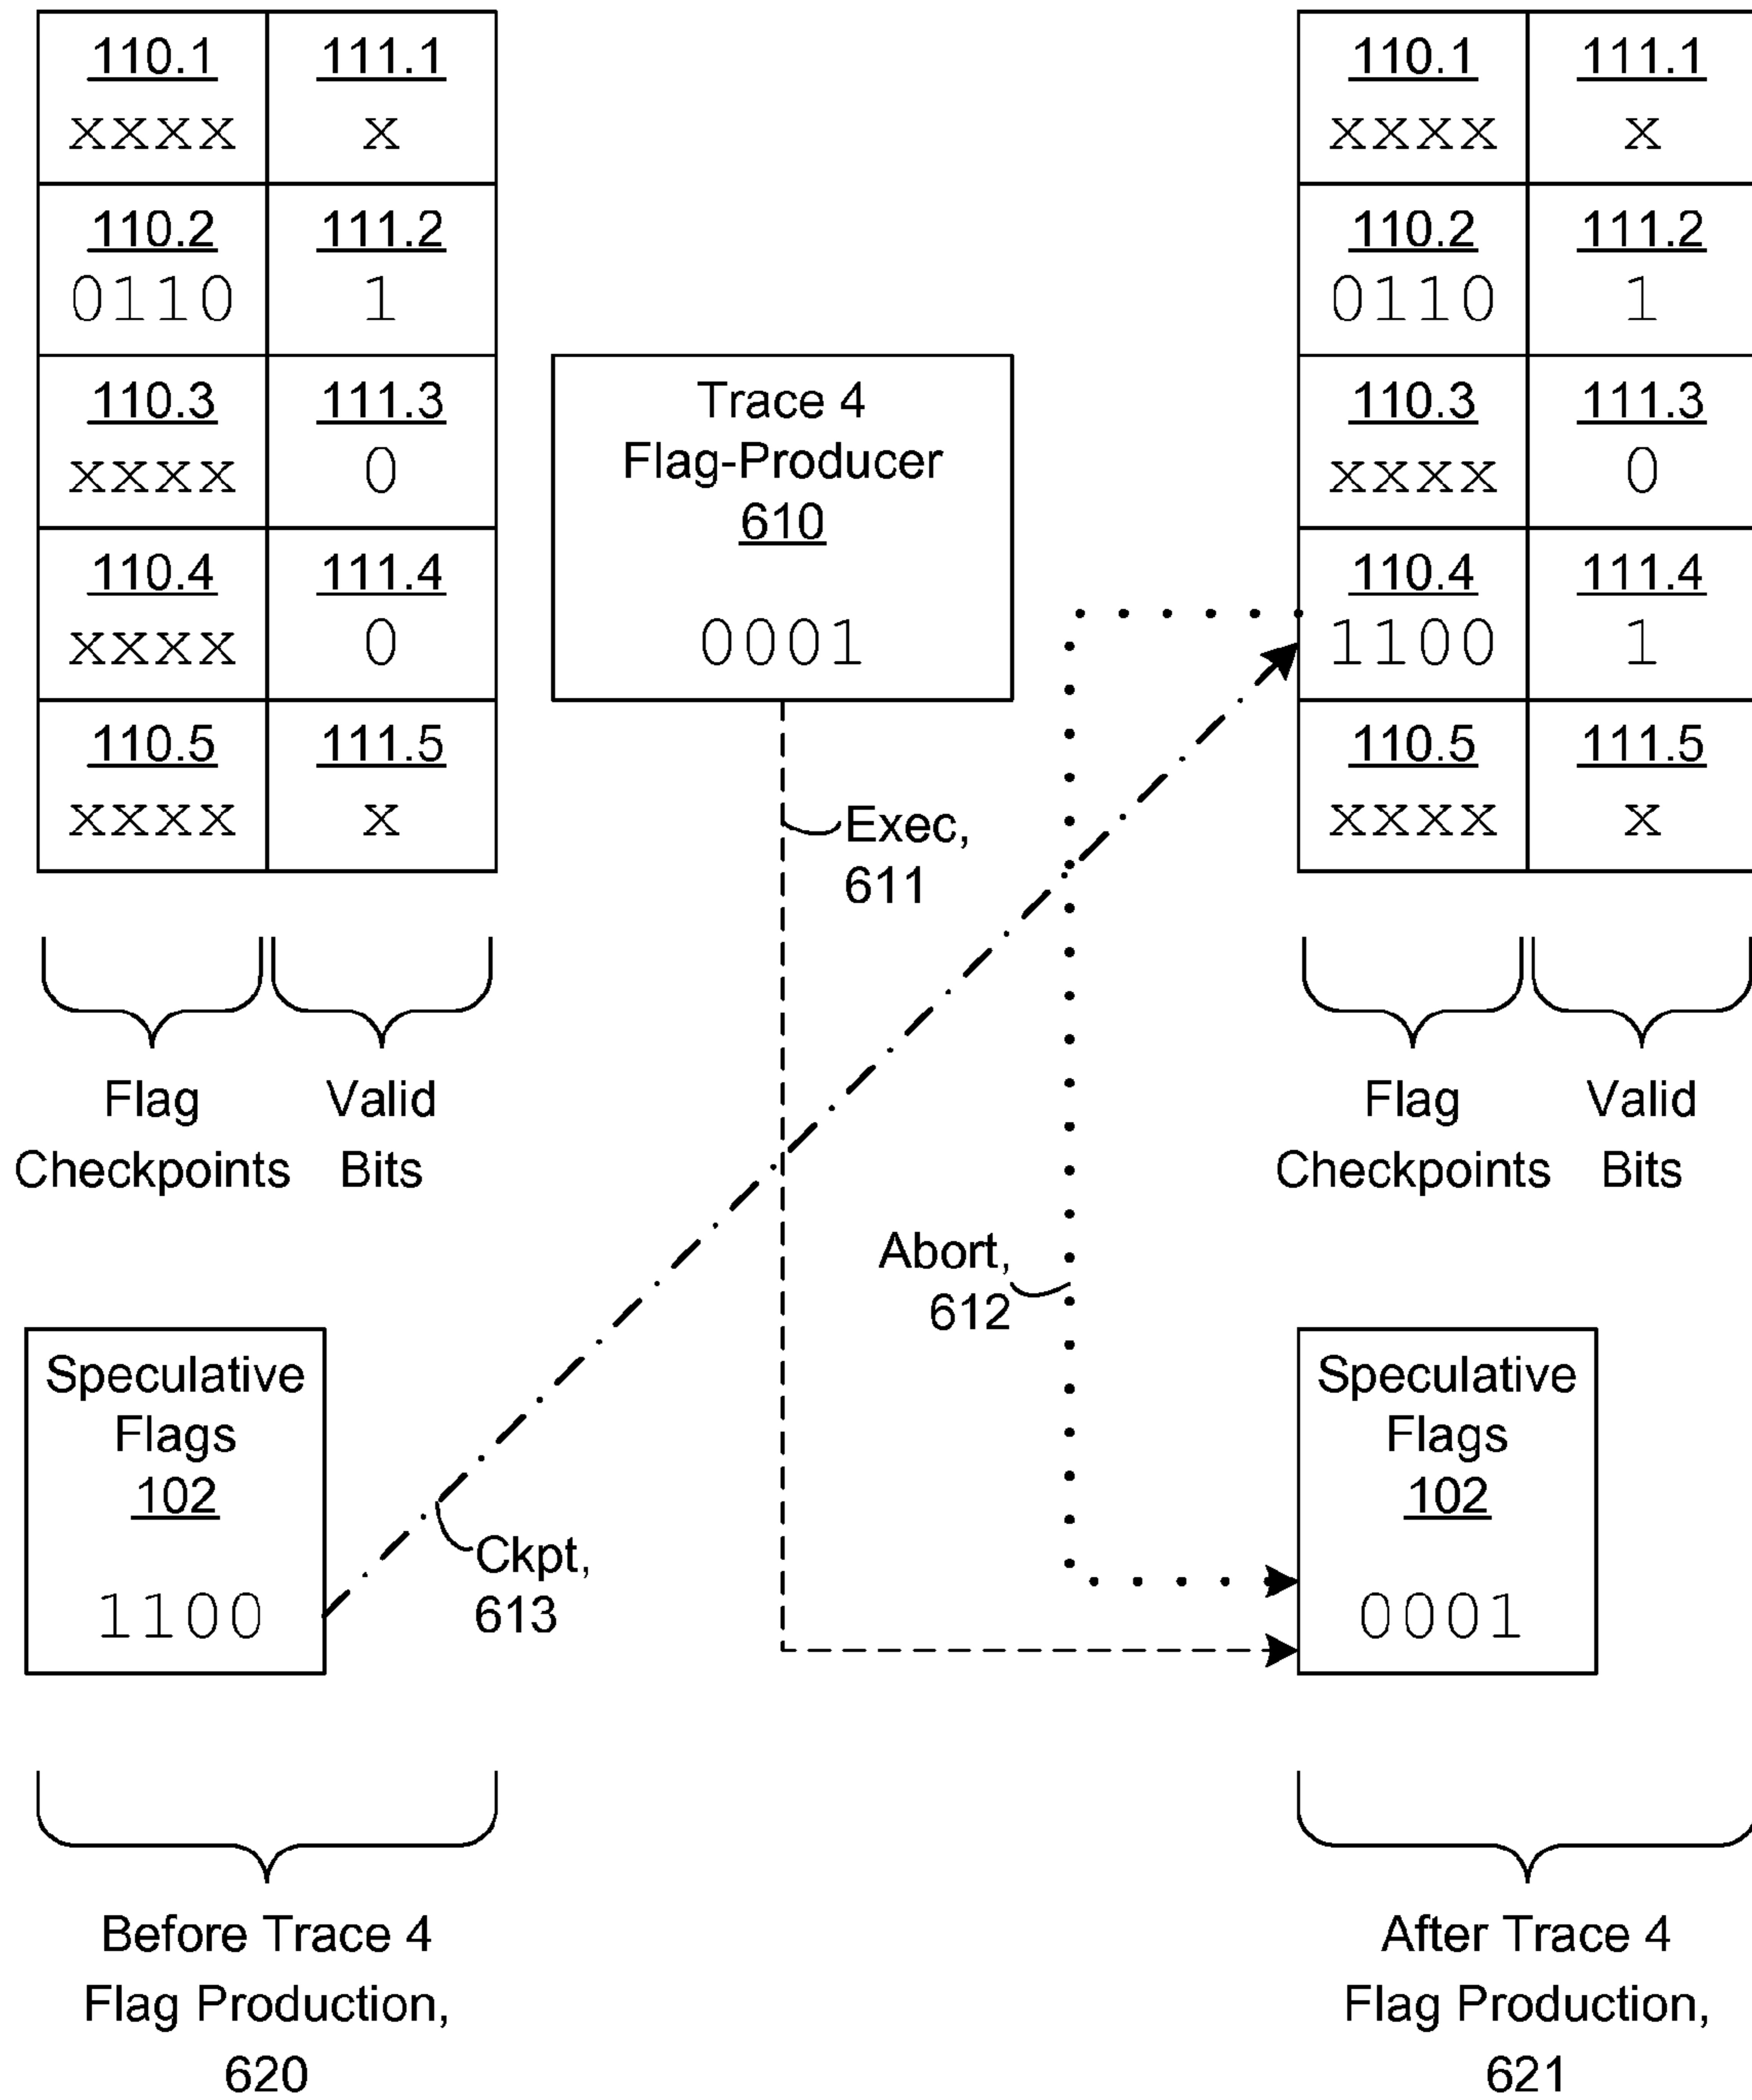 110.1 111.1
xxxx x
110.2 111.2
0110 1
110.3 111.3
xxxx 0
110.4 111.4
xxxx 0
110.5 111.5
xxxx x
Flag Valid
Checkpoints Bits
Speculative
Flags
102
1100
Before Trace 4
Flag Production,
620
Trace 4
Flag-Producer
610
0001
Exec,
611
Abort,
612
Ckpt,
613
110.1 111.1
xxxx x
110.2 111.2
0110 1
110.3 111.3
xxxx 0
110.4 111.4
1100 1
110.5 111.5
xxxx x
Flag Valid
Checkpoints Bits
Speculative
Flags
102
0001
After Trace 4
Flag Production,
621